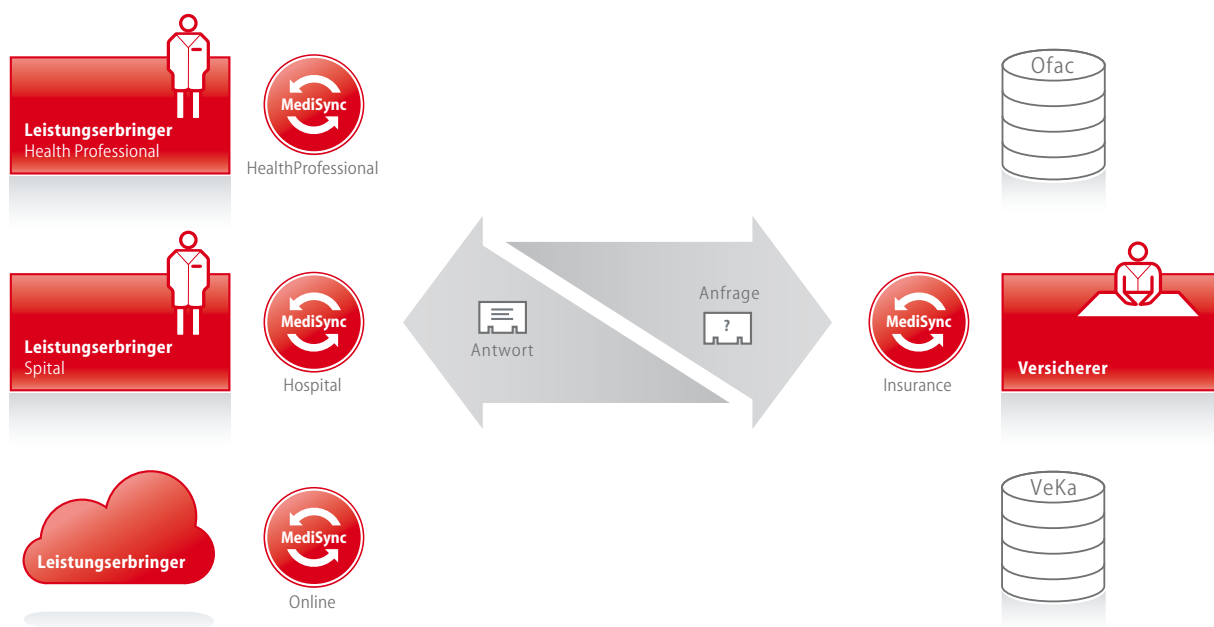 Leistungserbringer
Health Professional
MediSync
HealthProfessional
Ofac
Leistungserbringer
Spital
MediSync
Hospital
Antwort
Anfrage
?
MediSync
Insurance
Versicherer
Leistungserbringer
MediSync
Online
VeKa